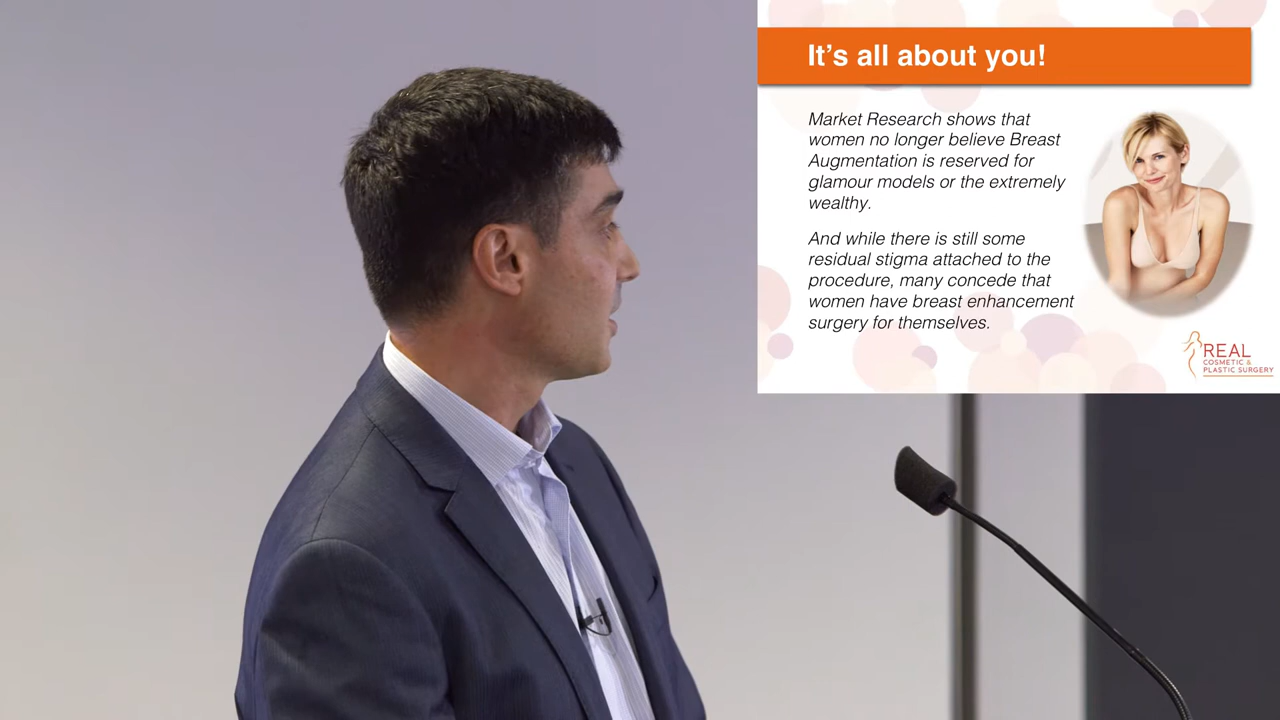 It's all about you!
Market Research shows that
women no longer believe Breast
Augmentation is reserved for
glamour models or the extremely
wealthy.
And while there is still some
residual stigma attached to the
procedure, many concede that
women have breast enhancement
surgery for themselves.
REAL
COSMETIC &
PLASTIC SURGERY